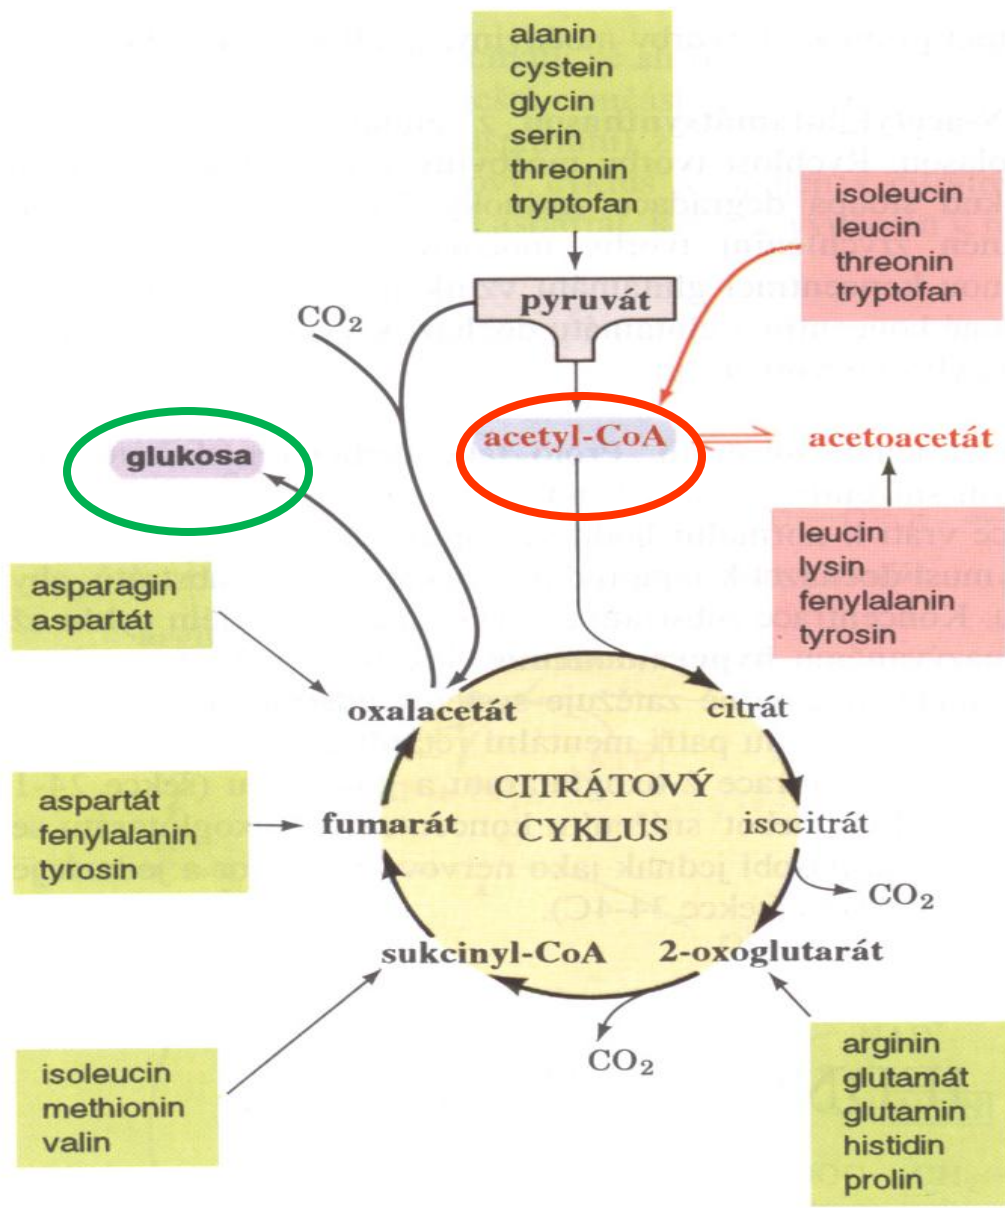 alanin
cystein
glycin
serin
threonin
tryptofan
isoleucin
leucin
threonin
tryptofan
pyruvát
CO2
acetyl-CoA
acetoacetát
glukosa
leucin
lysin
fenylalanin
tyrosin
asparagin
aspartát
oxalacetát
citrát
CITRÁTOVÝ
CYKLUS
aspartát
fenylalanin
tyrosin
fumarát
isocitrát
CO2
sukcinyl-CoA
2-oxoglutarát
CO2
isoleucin
methionin
valin
arginin
glutamát
glutamin
histidin
prolin